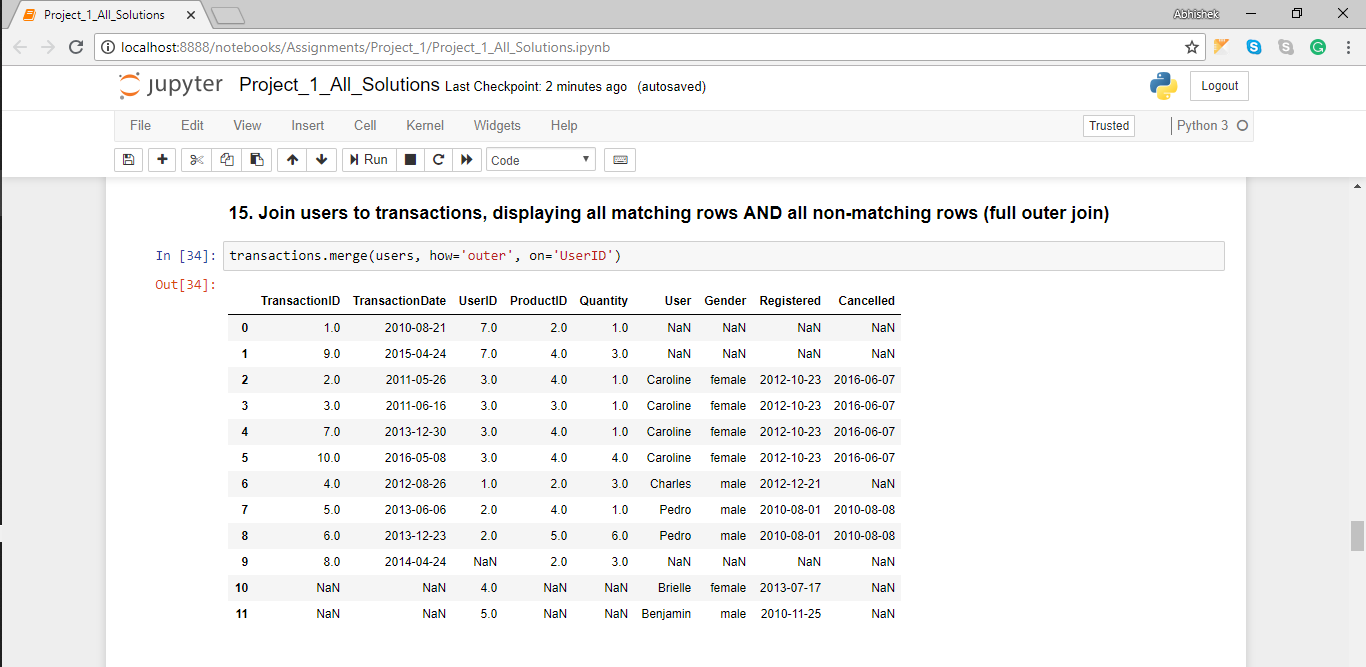 Project_1_All_Solutions
Abhishek
localhost:8888/notebooks/Assignments/Project_1/Project_1_All_Solutions.ipynb
jupyter Project_1_All_Solutions Last Checkpoint: 2 minutes ago (autosaved)
Logout
File Edit View Insert Cell Kernel Widgets Help Trusted Python 3
Run Code
15. Join users to transactions, displaying all matching rows AND all non-matching rows (full outer join)
In [34]: transactions.merge(users, how='outer', on='UserID')
Out[34]:
TransactionID TransactionDate UserID ProductID Quantity User Gender Registered Cancelled
0 1.0 2010-08-21 7.0 2.0 1.0 NaN NaN NaN NaN
1 9.0 2015-04-24 7.0 4.0 3.0 NaN NaN NaN NaN
2 2.0 2011-05-26 3.0 4.0 1.0 Caroline female 2012-10-23 2016-06-07
3 3.0 2011-06-16 3.0 3.0 1.0 Caroline female 2012-10-23 2016-06-07
4 7.0 2013-12-30 3.0 4.0 1.0 Caroline female 2012-10-23 2016-06-07
5 10.0 2016-05-08 3.0 4.0 4.0 Caroline female 2012-10-23 2016-06-07
6 4.0 2012-08-26 1.0 2.0 3.0 Charles male 2012-12-21 NaN
7 5.0 2013-06-06 2.0 4.0 1.0 Pedro male 2010-08-01 2010-08-08
8 6.0 2013-12-23 2.0 5.0 6.0 Pedro male 2010-08-01 2010-08-08
9 8.0 2014-04-24 NaN 2.0 3.0 NaN NaN NaN NaN
10 NaN NaN 4.0 NaN NaN Brielle female 2013-07-17 NaN
11 NaN NaN 5.0 NaN NaN Benjamin male 2010-11-25 NaN